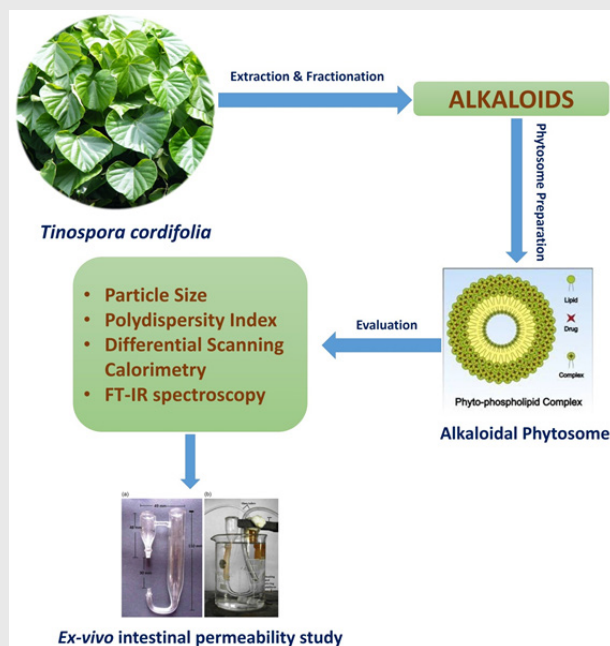 Extraction & Fractionation
ALKALOIDS
Tinospora cordifolia
Phytosome Preparation
• Particle Size
• Polydispersity Index
• Differential Scanning
Calorimetry
• FT-IR spectroscopy
Evaluation
Lipid
Drug
Complex
Phyto-phospholipid Complex
Alkaloidal Phytosome
(a)
(b)
Ex-vivo intestinal permeability study